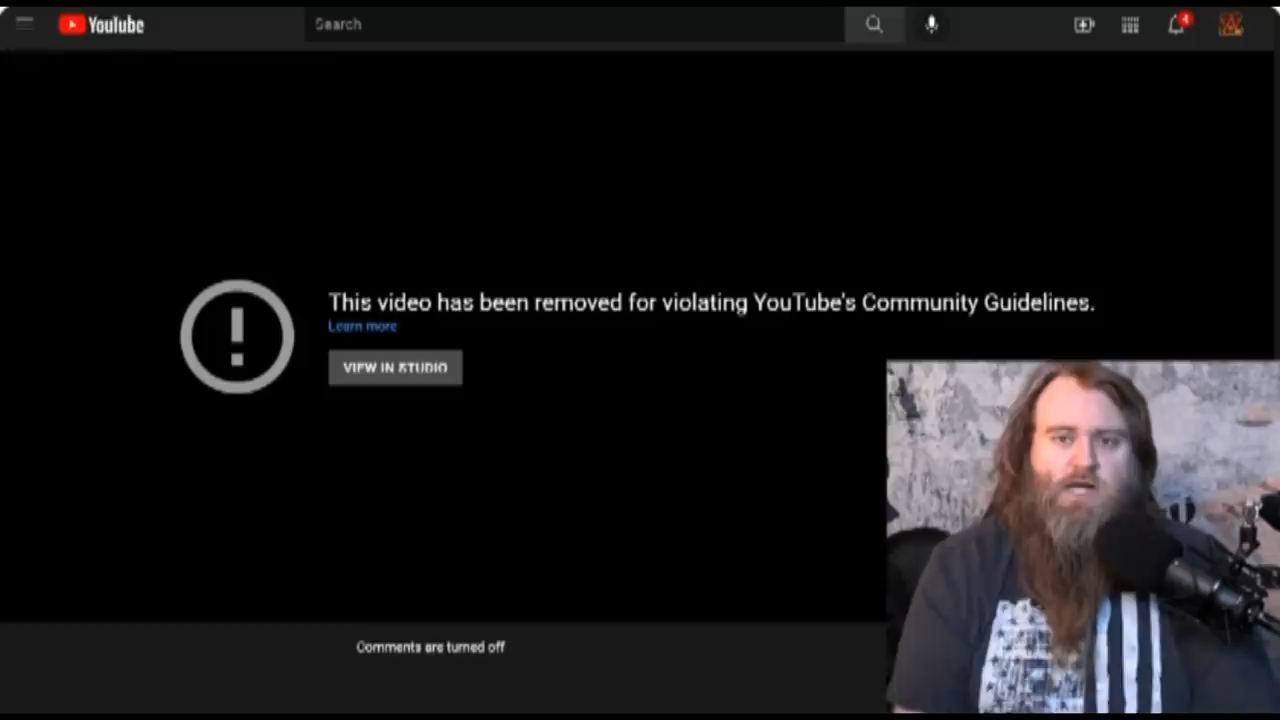 YouTube
Search
4
This video has been removed for violating YouTube's Community Guidelines.
Learn more
VIEW IN STUDIO
Comments are turned off